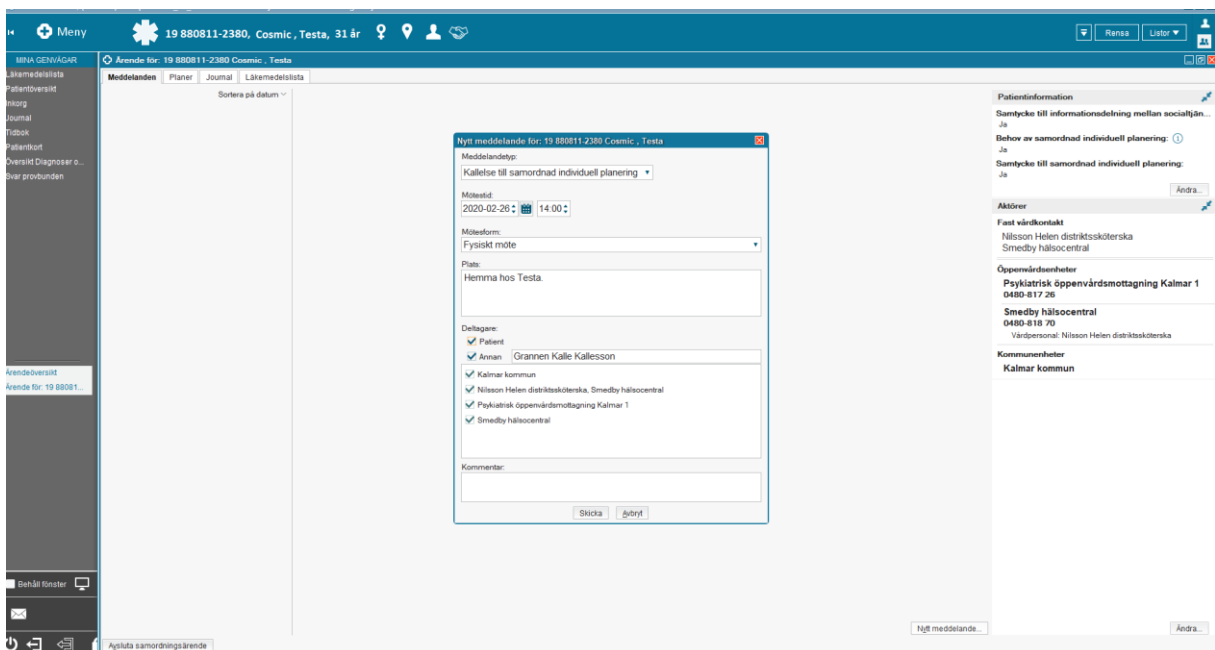 Meny
19 880811-2380, Cosmic , Testa, 31 år
Rensa
Listor
MINA GENVÄGAR
Läkemedelslista
Patientöversikt
Inkorg
Journal
Tidbok
Patientkort
Översikt Diagnoser o...
Svar provbunden
Ärendeöversikt
Ärende för: 19 88081...
Behåll fönster
Ärende för: 19 880811-2380 Cosmic , Testa
Meddelanden Planer Journal Läkemedelslista
Sortera på datum
Nytt meddelande för: 19 880811-2380 Cosmic , Testa
Meddelandetyp:
Kallelse till samordnad individuell planering
Mötestid:
2020-02-26 14:00
Mötesform:
Fysiskt möte
Plats:
Hemma hos Testa.
Deltagare:
Patient
Annan Grannen Kalle Kallesson
Kalmar kommun
Nilsson Helen distriktssköterska, Smedby hälsocentral
Psykiatrisk öppenvårdsmottagning Kalmar 1
Smedby hälsocentral
Kommentar:
Skicka Avbryt
Patientinformation
Samtycke till informationsdelning mellan socialtjän...
Ja
Behov av samordnad individuell planering:
Ja
Samtycke till samordnad individuell planering:
Ja
Ändra...
Aktörer
Fast vårdkontakt
Nilsson Helen distriktssköterska
Smedby hälsocentral
Öppenvårdsenheter
Psykiatrisk öppenvårdsmottagning Kalmar 1
0480-817 26
Smedby hälsocentral
0480-818 70
Vårdpersonal: Nilsson Helen distriktssköterska
Kommunenheter
Kalmar kommun
Nytt meddelande...
Ändra...
Avsluta samordningsärende